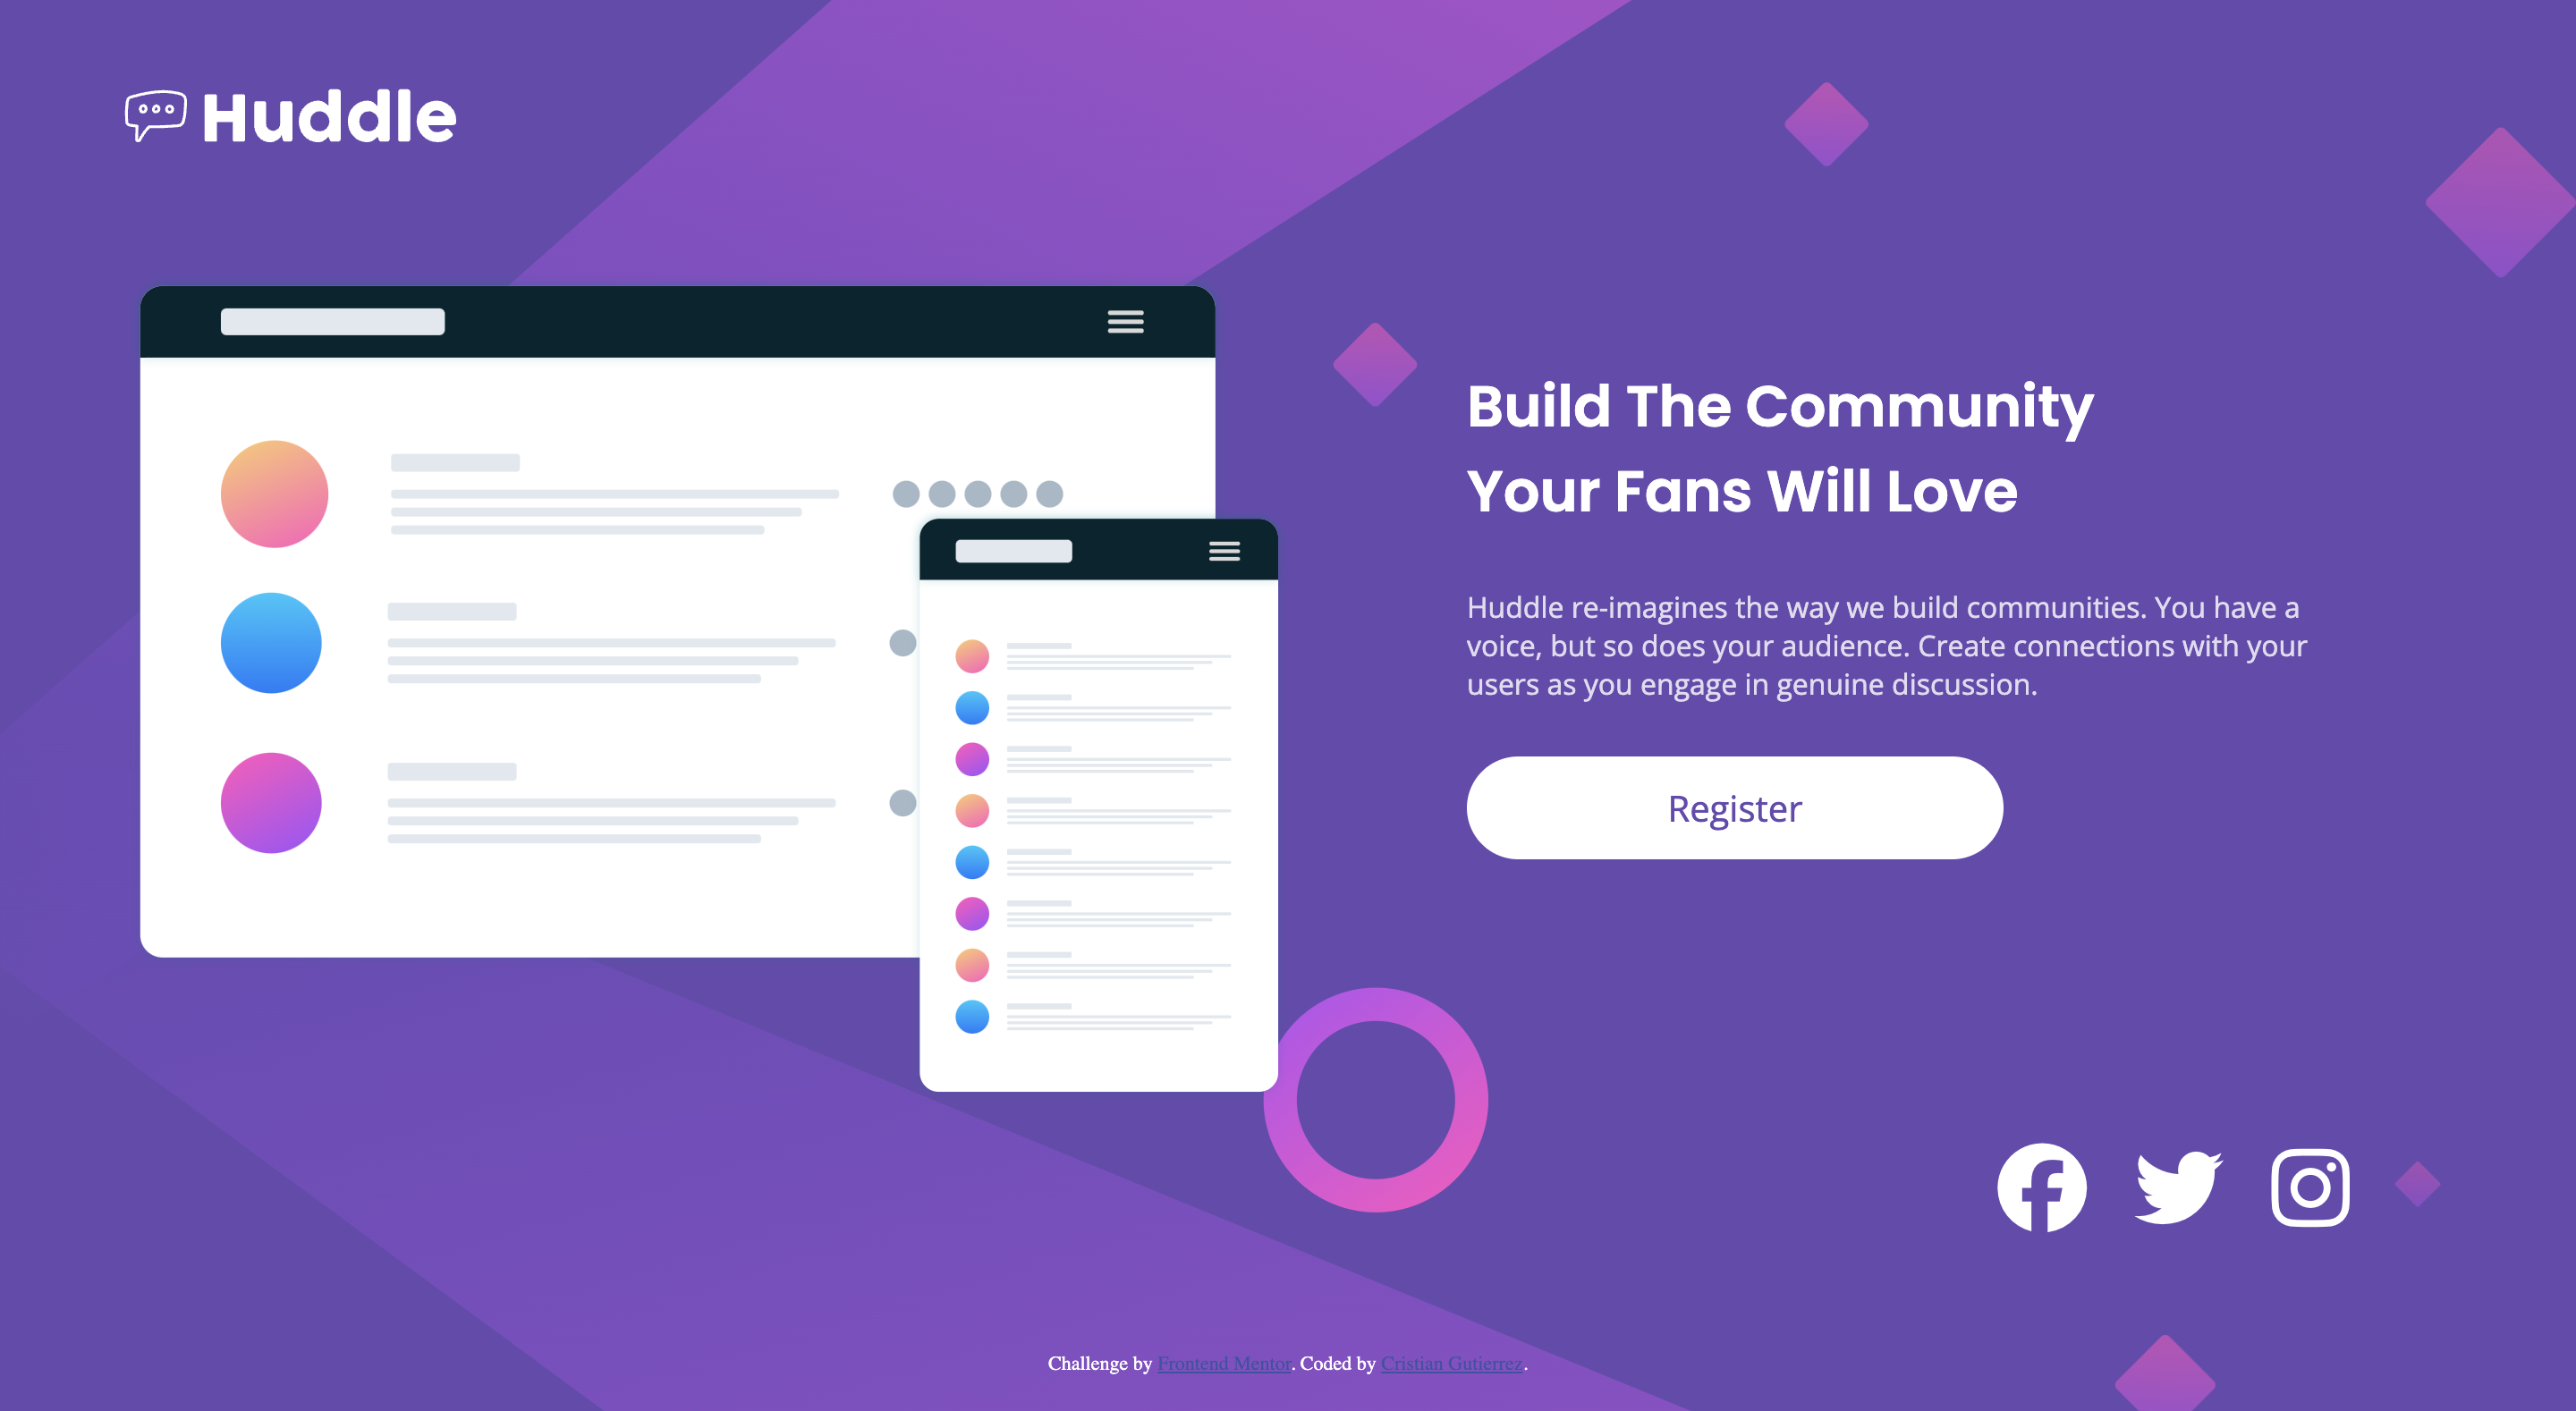 Huddle
Build The Community
Your Fans Will Love
Huddle re-imagines the way we build communities. You have a
voice, but so does your audience. Create connections with your
users as you engage in genuine discussion.
Register
Challenge by Frontend Mentor. Coded by Cristian Gutierrez.